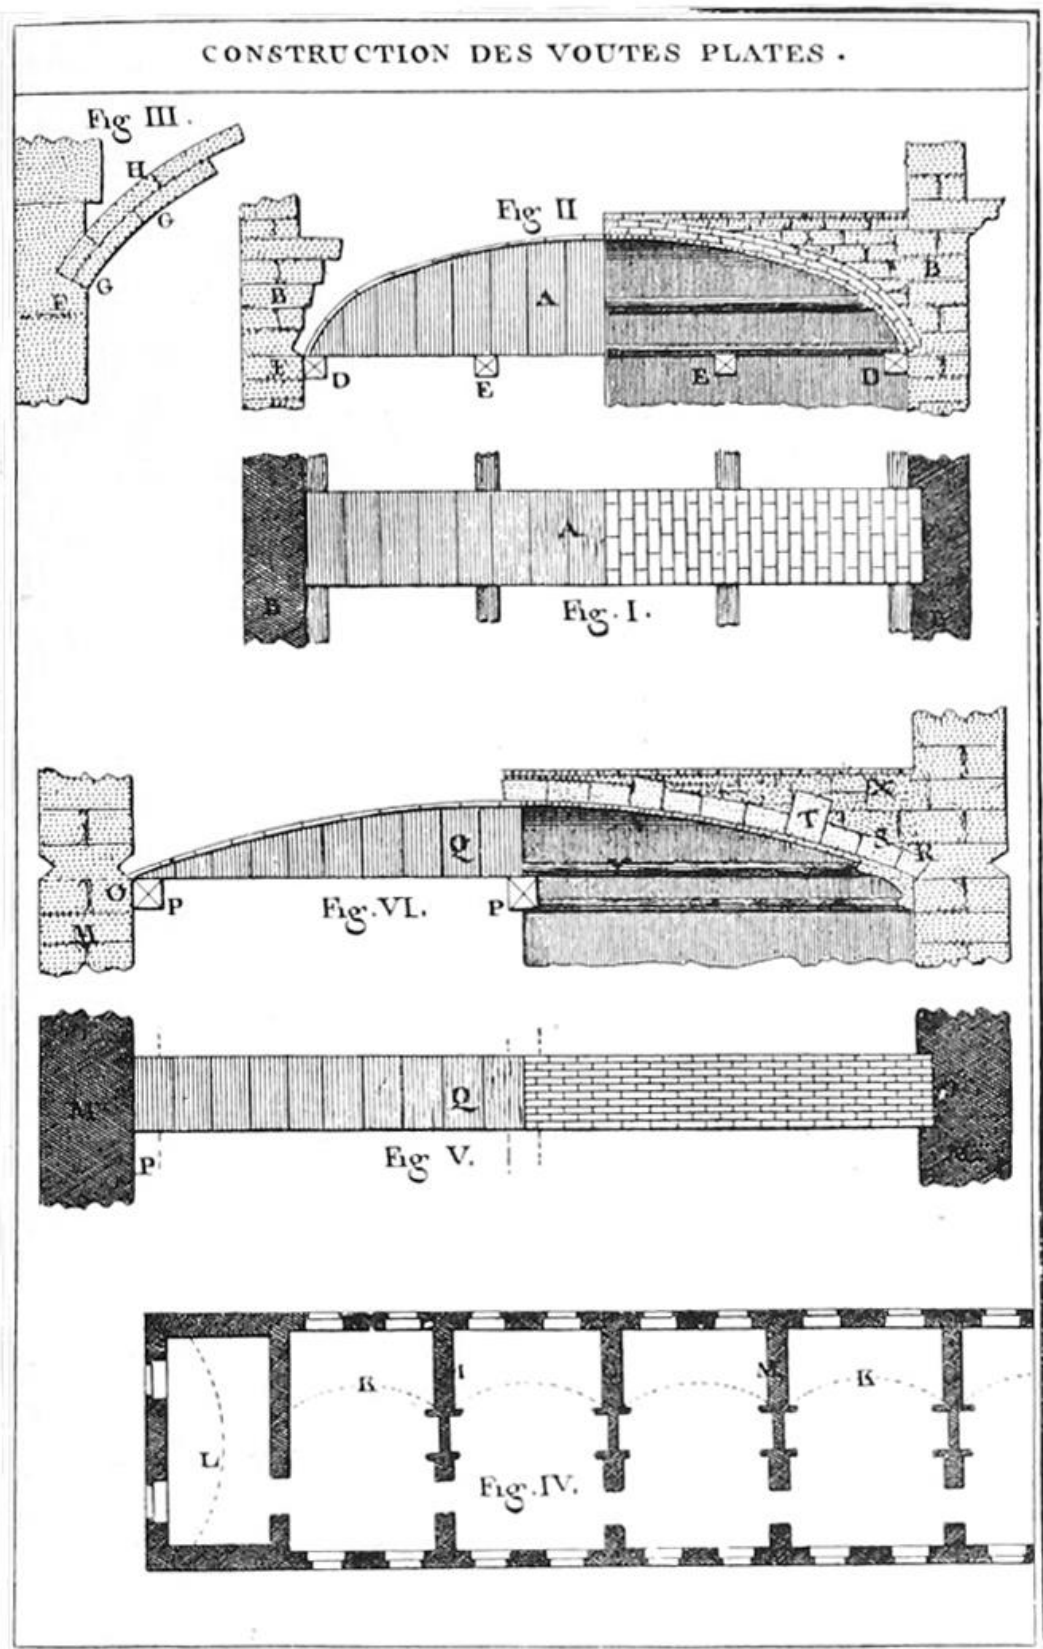 CONSTRUCTION DES VOUTES PLATES.
Fig III.
H
G
G
F
Fig II
B
A
B
F
D
E
E
D
A
B
B
Fig. I.
Q
T
X
S
R
O
P
P
M
Fig. VI.
M
Q
P
Fig V.
K
M
K
L
Fig. IV.